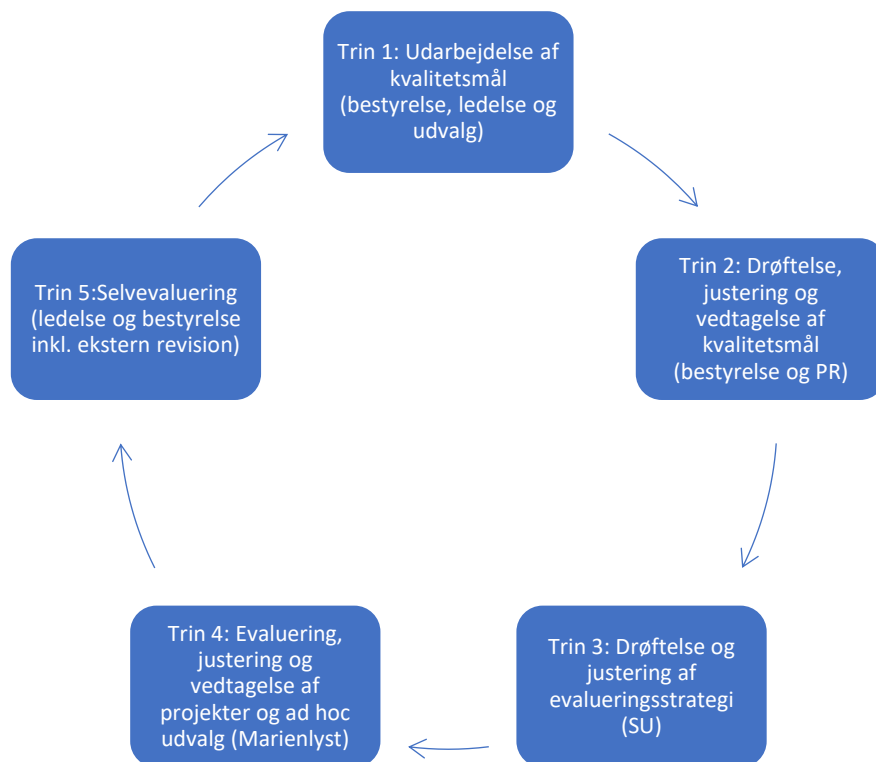 Trin 1: Udarbejdelse af
kvalitetsmål
(bestyrelse, ledelse og
udvalg)
Trin 2: Drøftelse,
justering og
vedtagelse af
kvalitetsmål
(bestyrelse og PR)
Trin 3: Drøftelse og
justering af
evalueringsstrategi
(SU)
Trin 4: Evaluering,
justering og
vedtagelse af
projekter og ad hoc
udvalg (Marienlyst)
Trin 5:Selvevaluering
(ledelse og bestyrelse
inkl. ekstern revision)